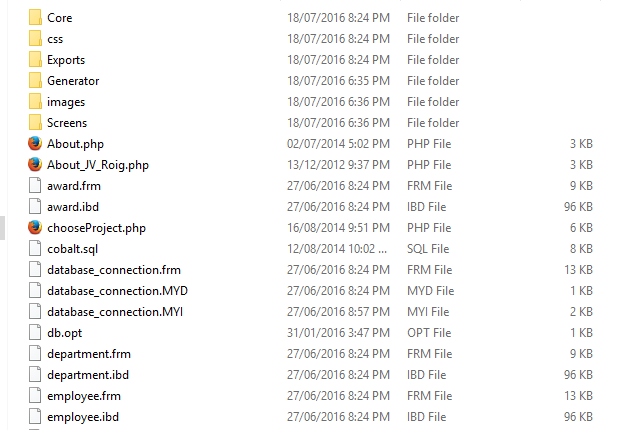 Core 18/07/2016 8:24 PM File folder
css 18/07/2016 8:24 PM File folder
Exports 18/07/2016 8:24 PM File folder
Generator 18/07/2016 6:35 PM File folder
images 18/07/2016 6:36 PM File folder
Screens 18/07/2016 6:36 PM File folder
About.php 02/07/2014 5:02 PM PHP File 3 KB
About_JV_Roig.php 13/12/2012 9:37 PM PHP File 3 KB
award.frm 27/06/2016 8:24 PM FRM File 9 KB
award.ibd 27/06/2016 8:24 PM IBD File 96 KB
chooseProject.php 16/08/2014 9:51 PM PHP File 6 KB
cobalt.sql 12/08/2014 10:02 ... SQL File 8 KB
database_connection.frm 27/06/2016 8:24 PM FRM File 13 KB
database_connection.MYD 27/06/2016 8:24 PM MYD File 1 KB
database_connection.MYI 27/06/2016 8:57 PM MYI File 2 KB
db.opt 31/01/2016 3:47 PM OPT File 1 KB
department.frm 27/06/2016 8:24 PM FRM File 9 KB
department.ibd 27/06/2016 8:24 PM IBD File 96 KB
employee.frm 27/06/2016 8:24 PM FRM File 13 KB
employee.ibd 27/06/2016 8:24 PM IBD File 96 KB